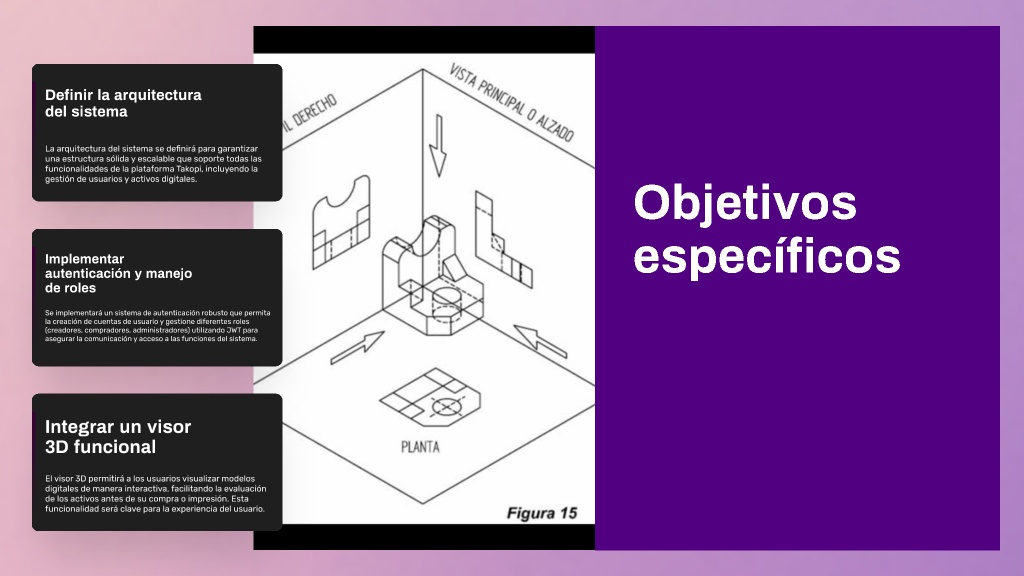 Definir la arquitectura
del sistema
La arquitectura del sistema se definirá para garantizar
una estructura sólida y escalable que soporte todas las
funcionalidades de la plataforma Takopi, incluyendo la
gestión de usuarios y activos digitales.
Implementar
autenticación y manejo
de roles
Se implementará un sistema de autenticación robusto que permita
la creación de cuentas de usuario y gestione diferentes roles
(creadores, compradores, administradores) utilizando JWT para
asegurar la comunicación y acceso a las funciones del sistema.
Integrar un visor
3D funcional
El visor 3D permitirá a los usuarios visualizar modelos
digitales de manera interactiva, facilitando la evaluación
de los activos antes de su compra o impresión. Esta
funcionalidad será clave para la experiencia del usuario.
IL DERECHO
VISTA PRINCIPAL O ALZADO
PLANTA
Figura 15
Objetivos
específicos